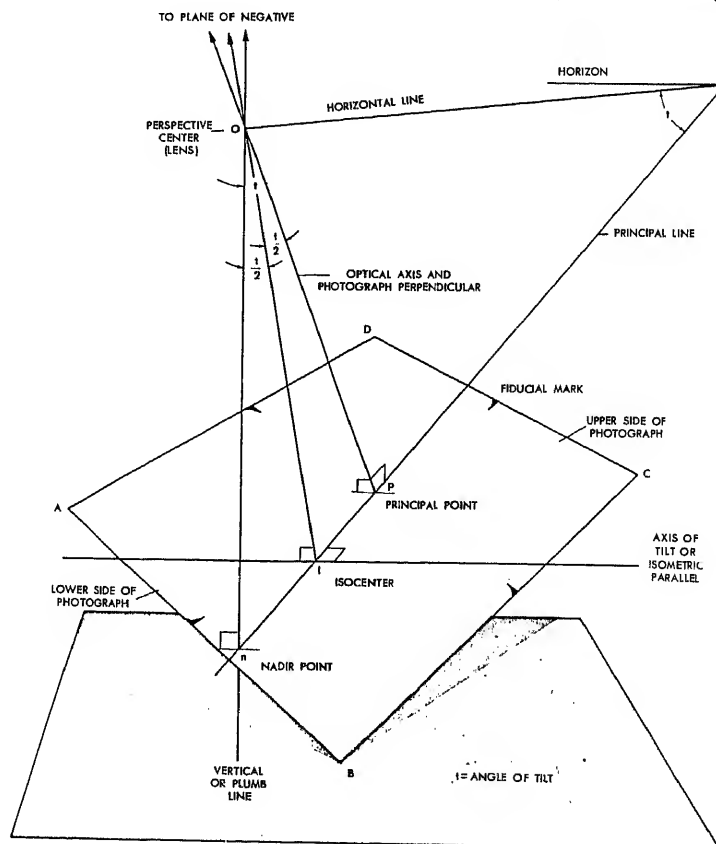 TO PLANE OF NEGATIVE
HORIZON
HORIZONTAL LINE
PERSPECTIVE
CENTER
(LENS)
O
t
t
PRINCIPAL LINE
t
2
t
2
OPTICAL AXIS AND
PHOTOGRAPH PERPENDICULAR
D
FIDUCIAL MARK
UPPER SIDE OF
PHOTOGRAPH
C
P
PRINCIPAL POINT
A
AXIS OF
TILT OR
ISOMETRIC
PARALLEL
i
ISOCENTER
LOWER SIDE OF
PHOTOGRAPH
n
NADIR POINT
B
VERTICAL
OR PLUMB
LINE
t = ANGLE OF TILT